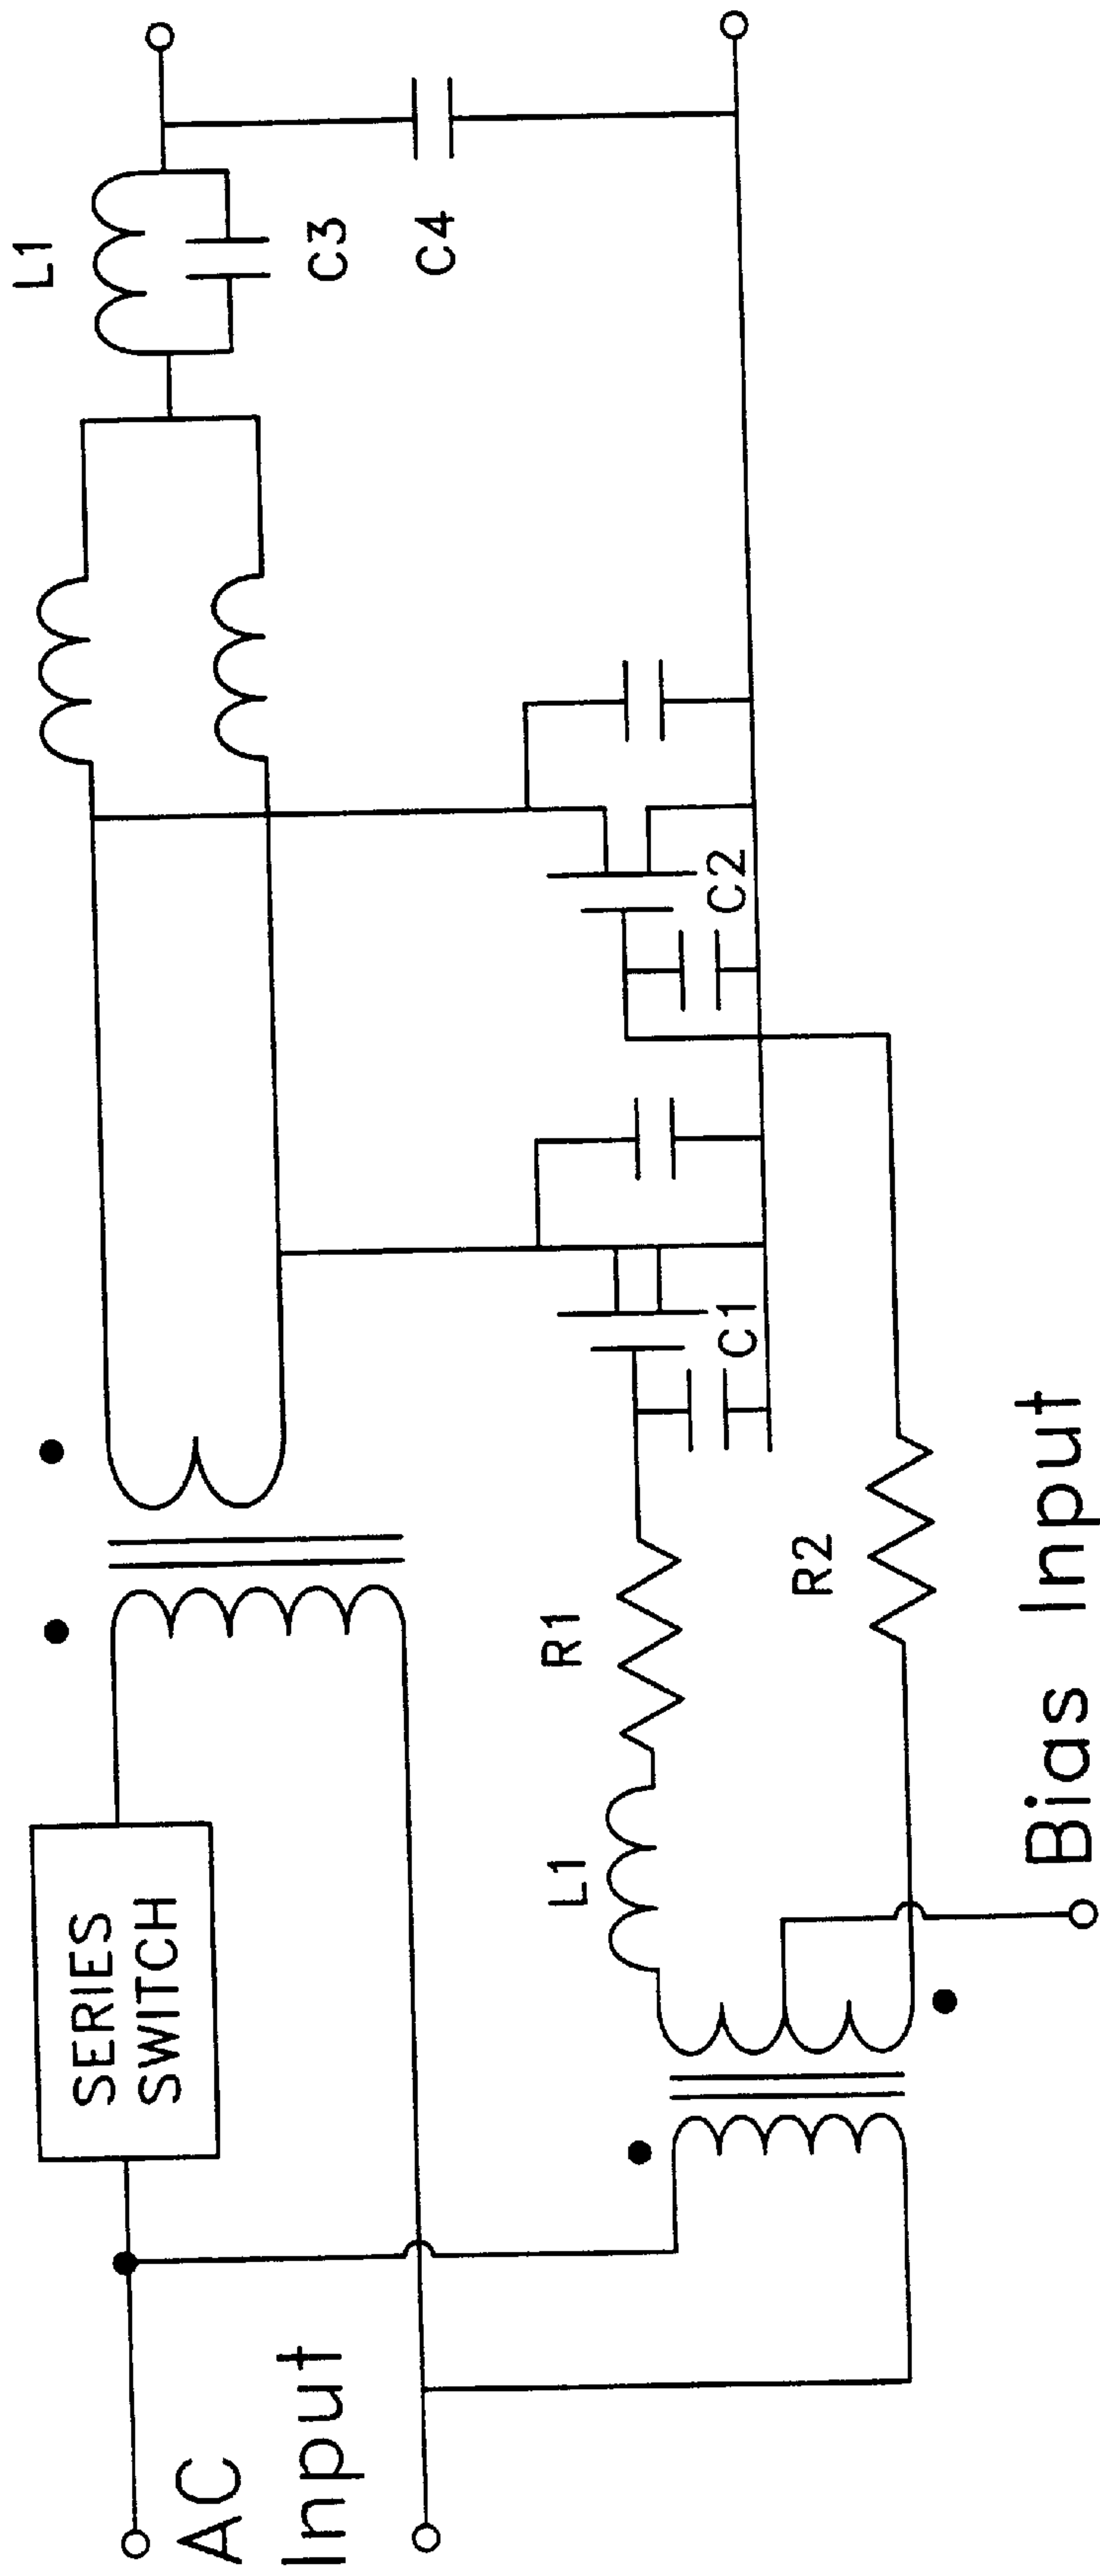 AC
Input
SERIES
SWITCH
L1
R1
R2
Bias Input
C1
C2
L1
C3
C4